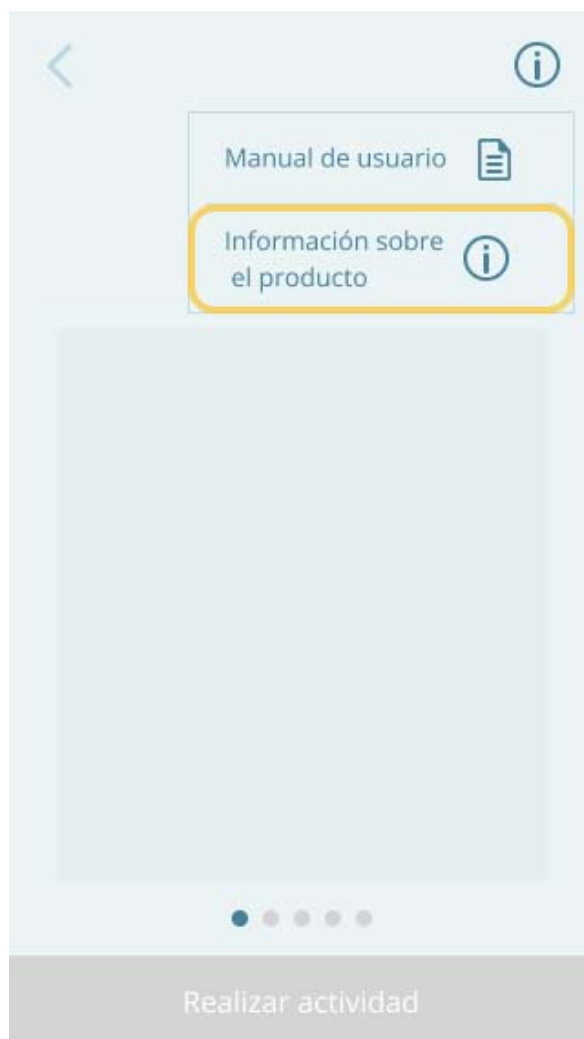 Manual de usuario
Información sobre
el producto
Realizar actividad